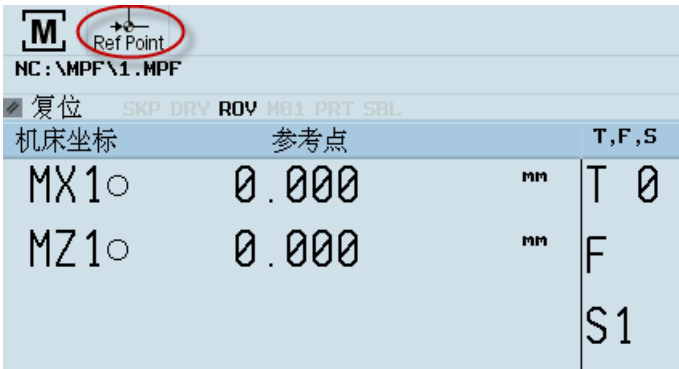 M
Ref Point
NC:\MPF\1.MPF
复位 SKP DRY ROV M01 PRT SBL
机床坐标 参考点 T,F,S
MX1 0.000 mm T 0
MZ1 0.000 mm F
S1